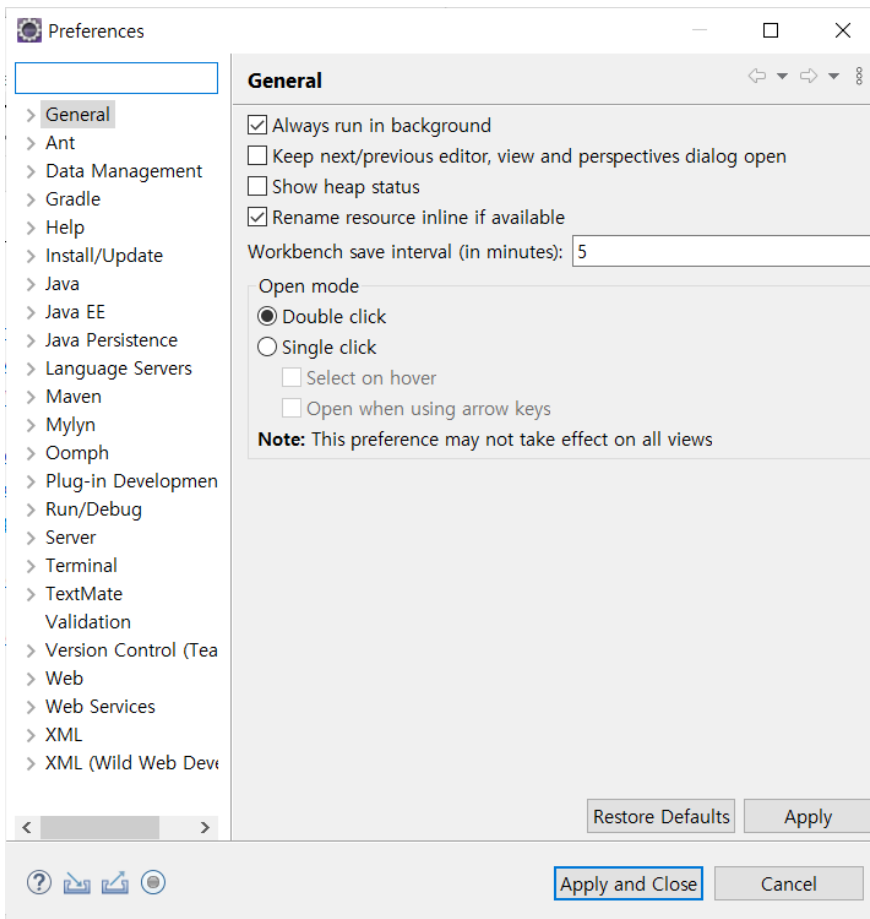 Preferences
General
Ant
Data Management
Gradle
Help
Install/Update
Java
Java EE
Java Persistence
Language Servers
Maven
Mylyn
Oomph
Plug-in Developmen
Run/Debug
Server
Terminal
TextMate
Validation
Version Control (Tea
Web
Web Services
XML
XML (Wild Web Deve
General
Always run in background
Keep next/previous editor, view and perspectives dialog open
Show heap status
Rename resource inline if available
Workbench save interval (in minutes): 5
Open mode
Double click
Single click
Select on hover
Open when using arrow keys
Note: This preference may not take effect on all views
Restore Defaults Apply
Apply and Close Cancel